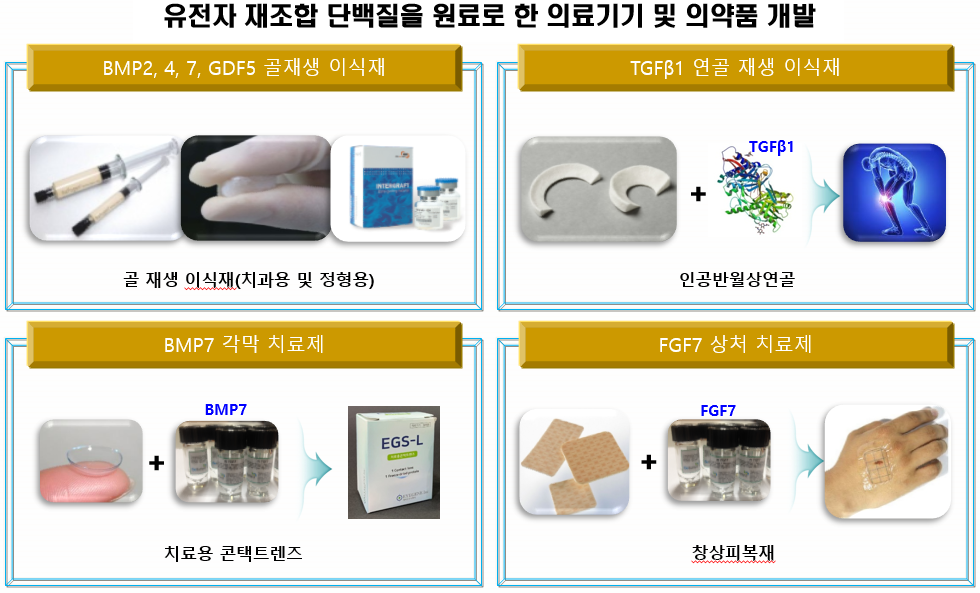 유전자 재조합 단백질을 원료로 한 의료기기 및 의약품 개발
BMP2, 4, 7, GDF5 골재생 이식재
INTERGRAFT
골 재생 이식재(치과용 및 정형용)
TGFβ1 연골 재생 이식재
+
TGFβ1
인공반월상연골
BMP7 각막 치료제
+
BMP7
EGS-L
치료용 콘택트렌즈
FGF7 상처 치료제
+
FGF7
창상피복재